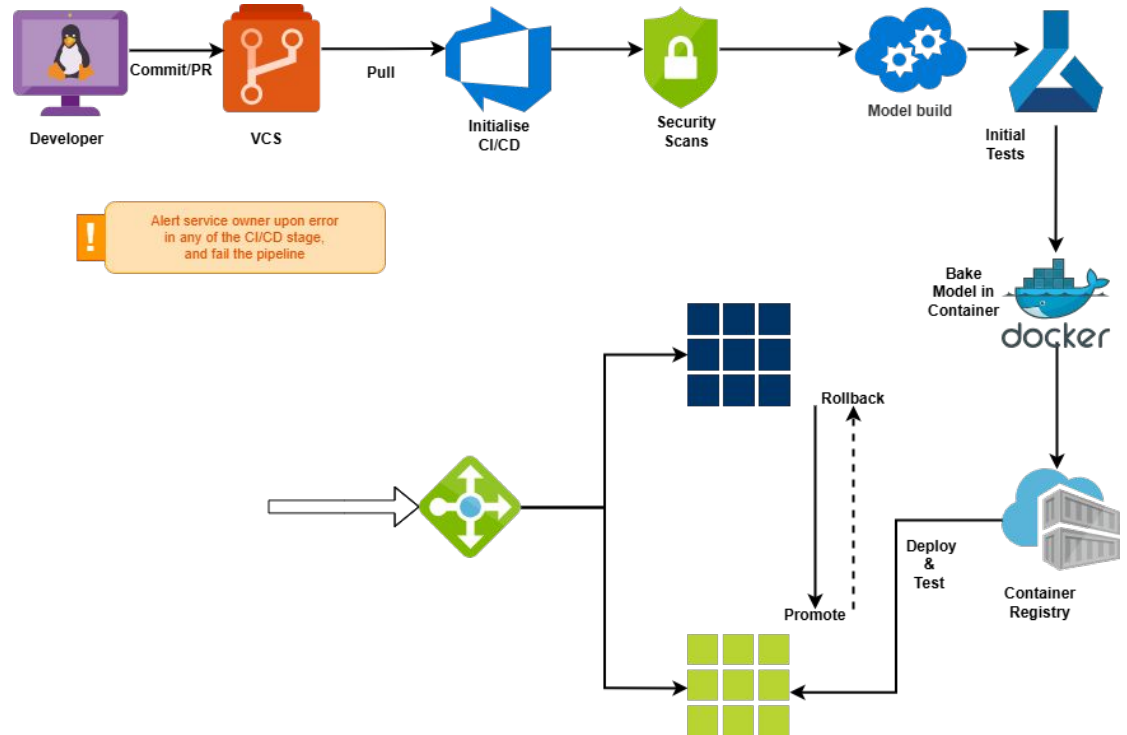 Commit/PR
Pull
Developer
VCS
Initialise
CI/CD
Security
Scans
Model build
Initial
Tests
!
Alert service owner upon error
in any of the CI/CD stage,
and fail the pipeline
Bake
Model in
Container
docker
Rollback
Deploy
&
Test
Container
Registry
Promote